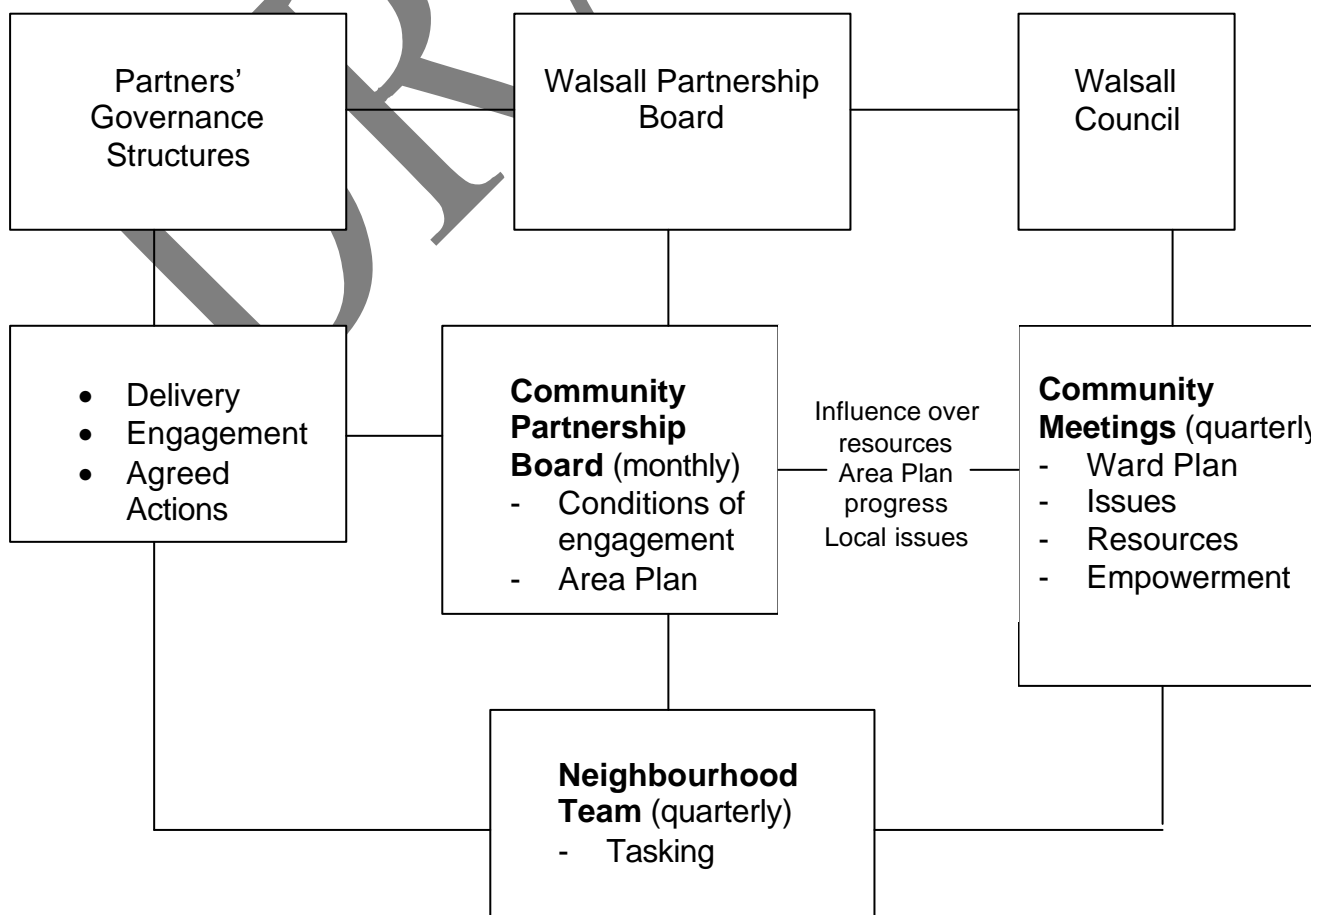 Partners’
Governance
Structures
Walsall Partnership
Board
Walsall
Council
• Delivery
• Engagement
• Agreed
Actions
Community
Partnership
Board (monthly)
- Conditions of
engagement
- Area Plan
Influence over
resources
Area Plan
progress
Local issues
Community
Meetings (quarterly
- Ward Plan
- Issues
- Resources
- Empowerment
Neighbourhood
Team (quarterly)
- Tasking